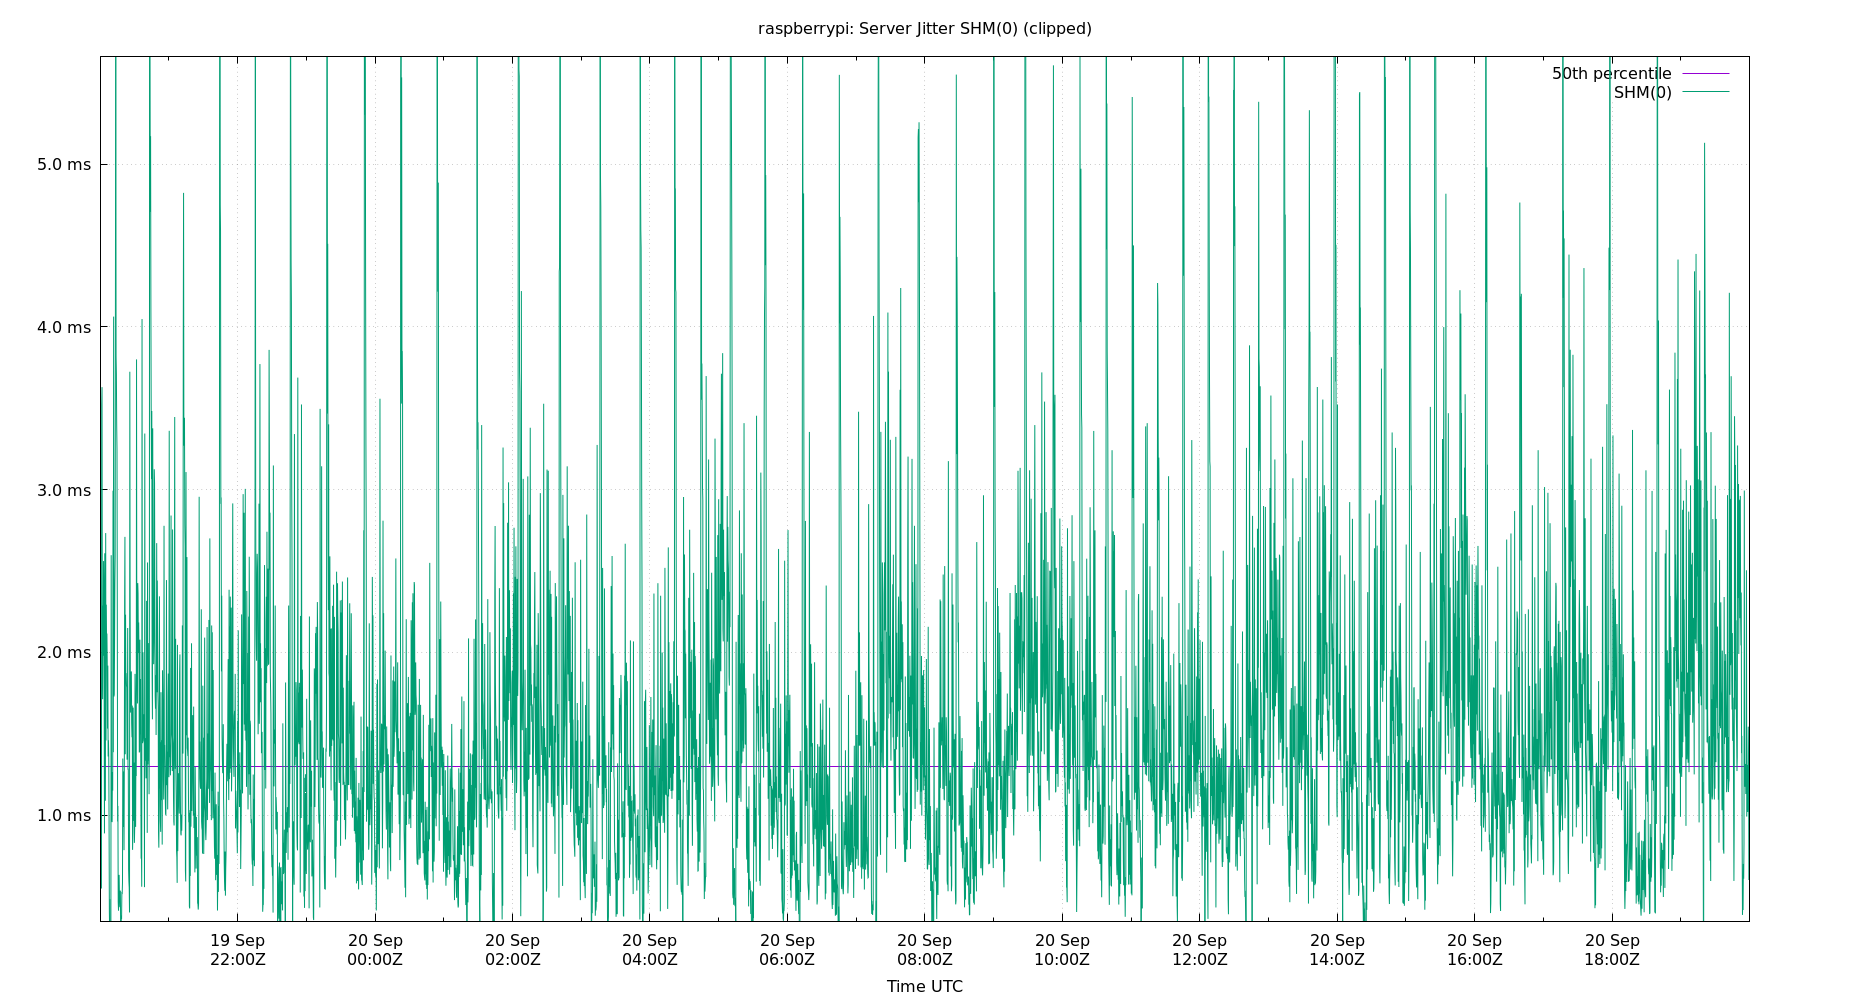 raspberrypi: Server Jitter SHM(0) (clipped)
50th percentile
SHM(0)
5.0 ms
4.0 ms
3.0 ms
2.0 ms
1.0 ms
19 Sep 20 Sep 20 Sep 20 Sep 20 Sep 20 Sep 20 Sep 20 Sep 20 Sep 20 Sep 20 Sep
22:00Z 00:00Z 02:00Z 04:00Z 06:00Z 08:00Z 10:00Z 12:00Z 14:00Z 16:00Z 18:00Z
Time UTC